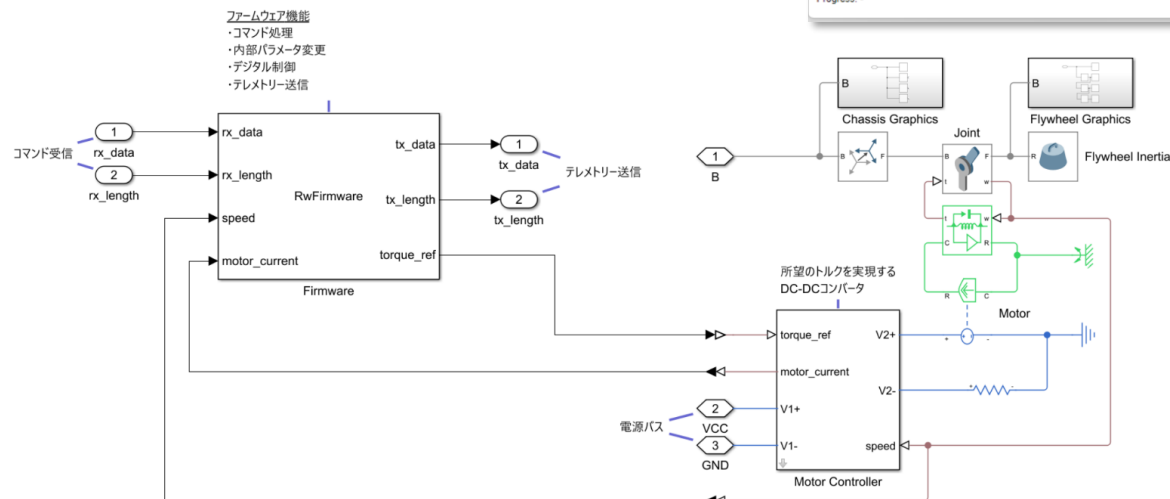 Progress:
ファームウェア機能
・コマンド処理
・内部パラメータ変更
・デジタル制御
・テレメトリー送信
コマンド受信
1
rx_data
2
rx_length
rx_data
rx_length
speed
motor_current
RwFirmware
tx_data
tx_length
torque_ref
Firmware
1
tx_data
2
tx_length
テレメトリー送信
B
Chassis Graphics
B
Flywheel Graphics
1
B
B
F
Joint
B
F
t
w
R
Flywheel Inertia
t
w
C
R
R
C
Motor
所望のトルクを実現する
DC-DCコンバータ
torque_ref
motor_current
V1+
V1-
V2+
V2-
speed
Motor Controller
+
-
+
-
電源バス
2
VCC
3
GND